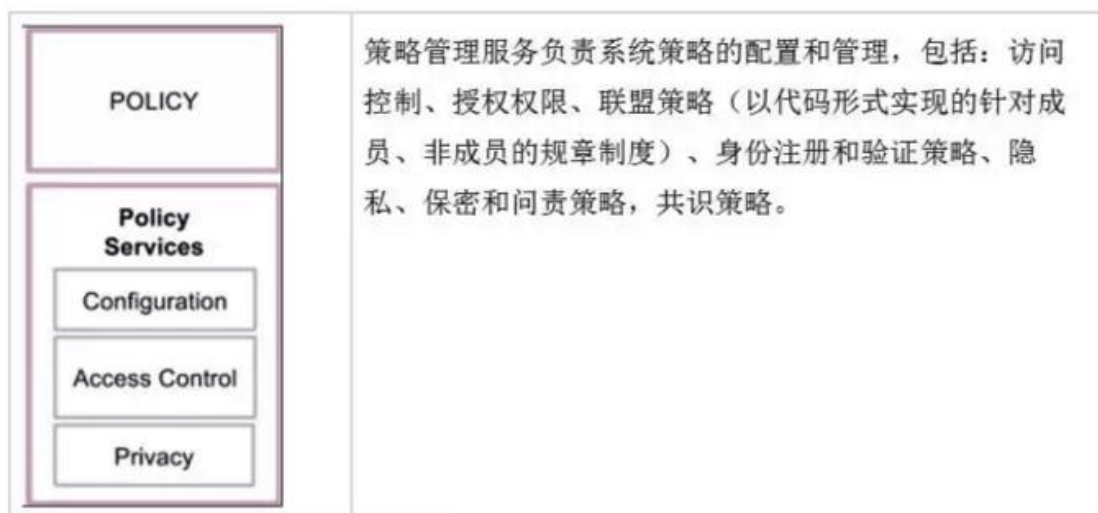 POLICY
Policy
Services
Configuration
Access Control
Privacy
策略管理服务负责系统策略的配置和管理，包括：访问
控制、授权权限、联盟策略（以代码形式实现的针对成
员、非成员的规章制度）、身份注册和验证策略、隐
私、保密和问责策略，共识策略。